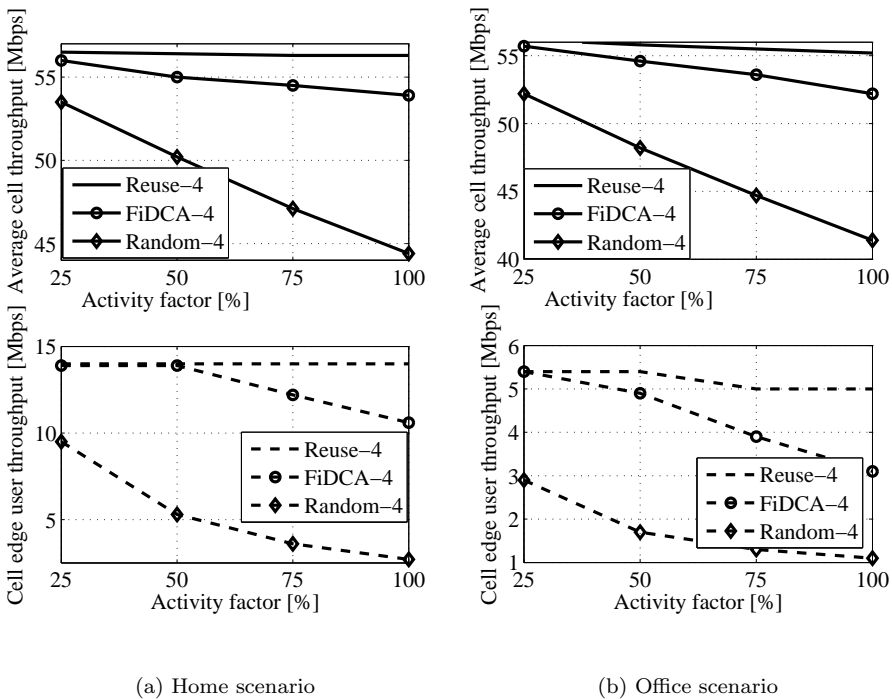 Average cell throughput [Mbps]
55
50
45
Reuse−4
FiDCA−4
Random−4
25 50 75 100
Activity factor [%]
Average cell throughput [Mbps]
55
50
45
40
Reuse−4
FiDCA−4
Random−4
25 50 75 100
Activity factor [%]
Cell edge user throughput [Mbps]
15
10
5
Reuse−4
FiDCA−4
Random−4
25 50 75 100
Activity factor [%]
Cell edge user throughput [Mbps]
6
5
4
3
2
1
Reuse−4
FiDCA−4
Random−4
25 50 75 100
Activity factor [%]
(a) Home scenario
(b) Office scenario